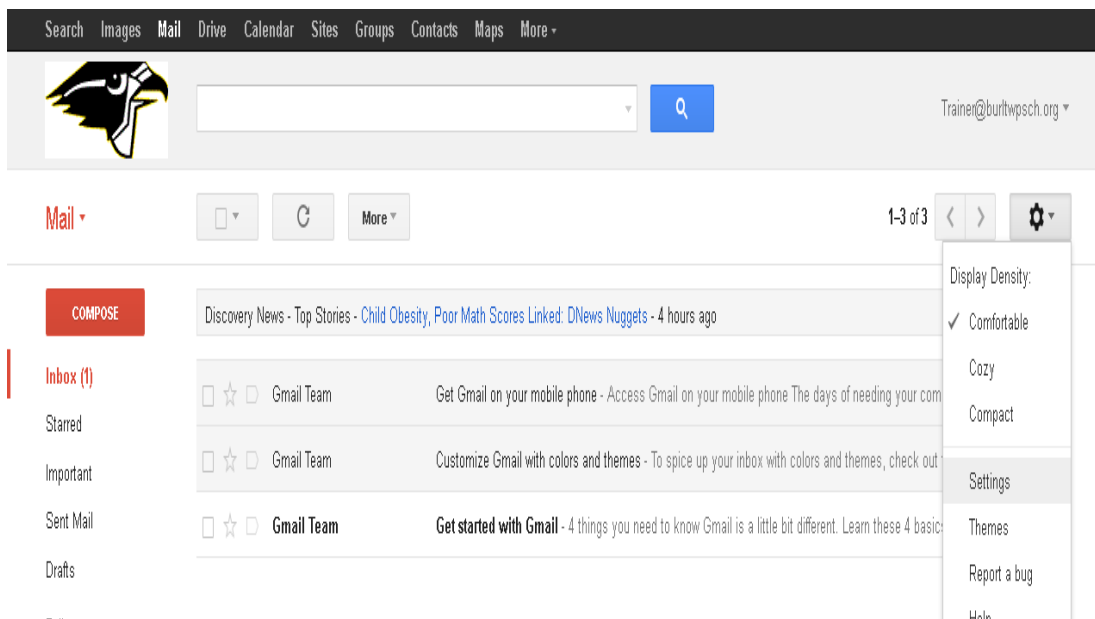 Search Images Mail Drive Calendar Sites Groups Contacts Maps More
Trainer@burltwpsch.org
Mail More 1–3 of 3
Display Density:
COMPOSE Discovery News - Top Stories - Child Obesity, Poor Math Scores Linked: DNews Nuggets - 4 hours ago
Comfortable
Inbox (1) Cozy
Gmail Team Get Gmail on your mobile phone - Access Gmail on your mobile phone The days of needing your com
Starred Compact
Gmail Team Customize Gmail with colors and themes - To spice up your inbox with colors and themes, check out
Important Settings
Sent Mail
Gmail Team Get started with Gmail - 4 things you need to know Gmail is a little bit different. Learn these 4 basic
Themes
Drafts Report a bug
Help